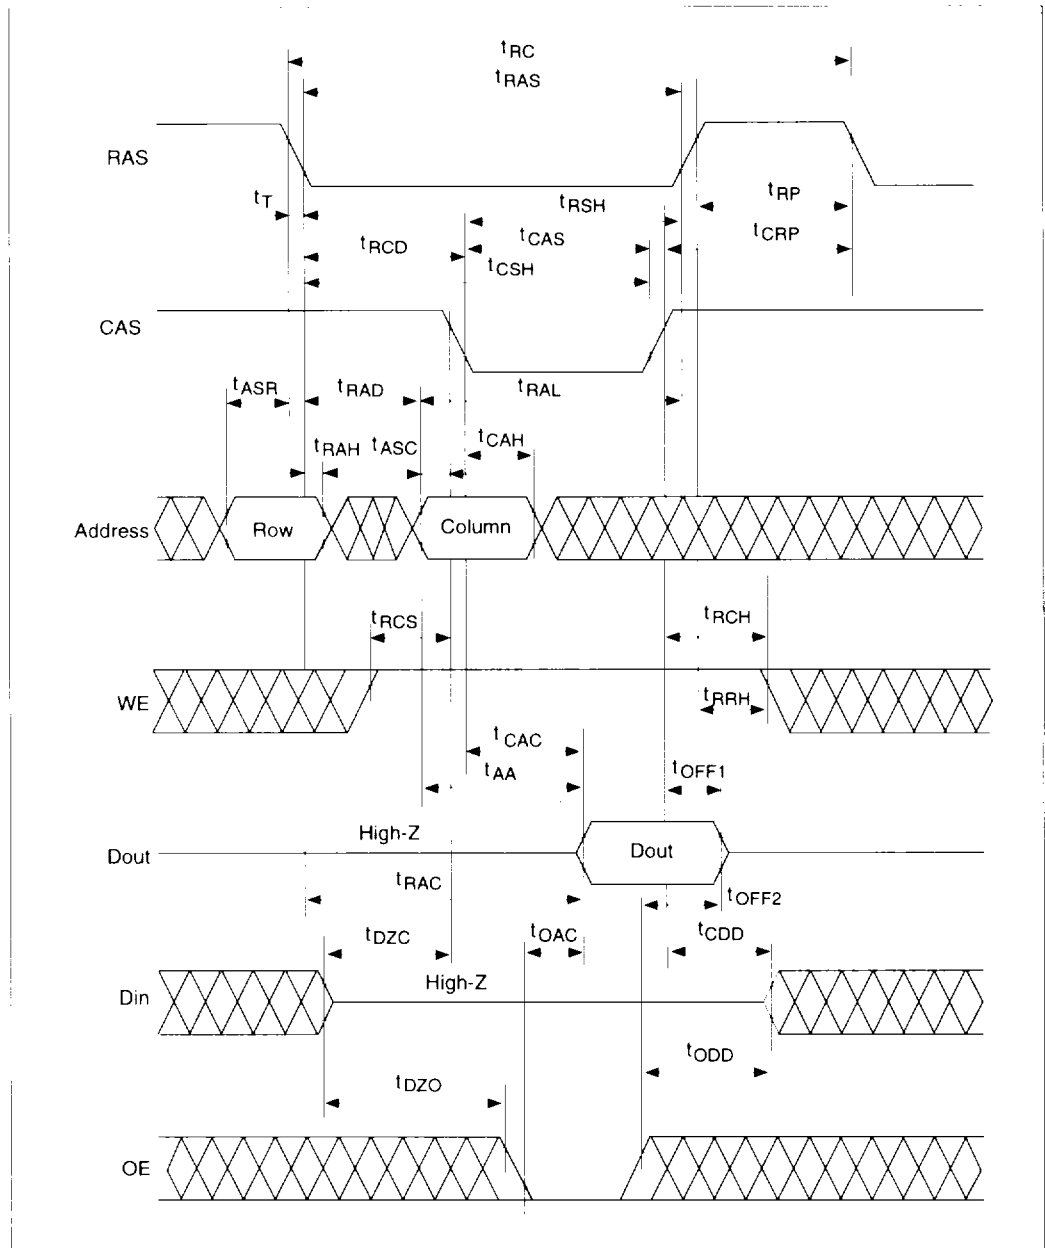 tRC
tRAS
RAS
tT
tRSH
tRP
tRCD
tCAS
tCRP
tCSH
CAS
tASR
tRAD
tRAL
tRAH
tASC
tCAH
Address
Row
Column
tRCS
tRCH
WE
tRRH
tCAC
tAA
tOFF1
High-Z
Dout
Dout
tRAC
tOFF2
tDZC
tOAC
tCDD
Din
High-Z
tODD
tDZO
OE